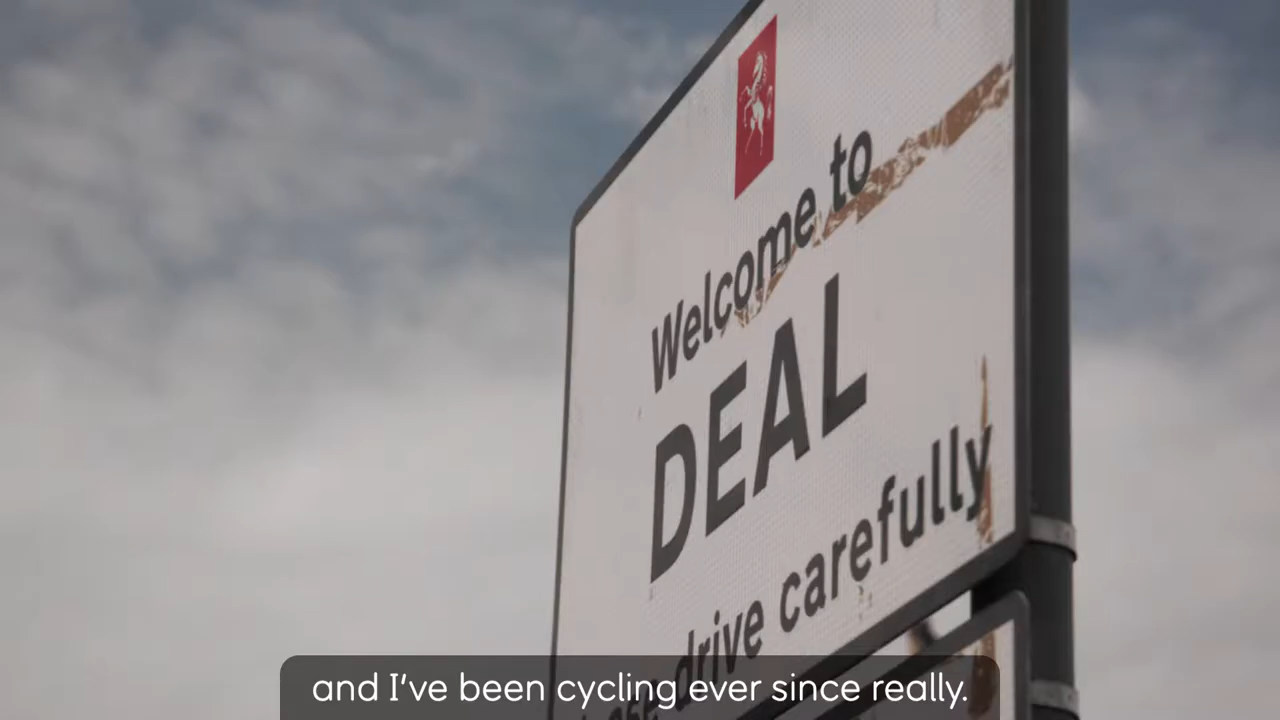 Welcome to
DEAL
drive carefully
and I've been cycling ever since really.